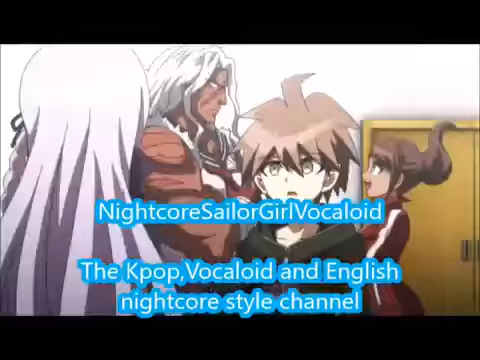 NightcoreSailorGirlVocaloid
The Kpop,Vocaloid and English
nightcore style channel